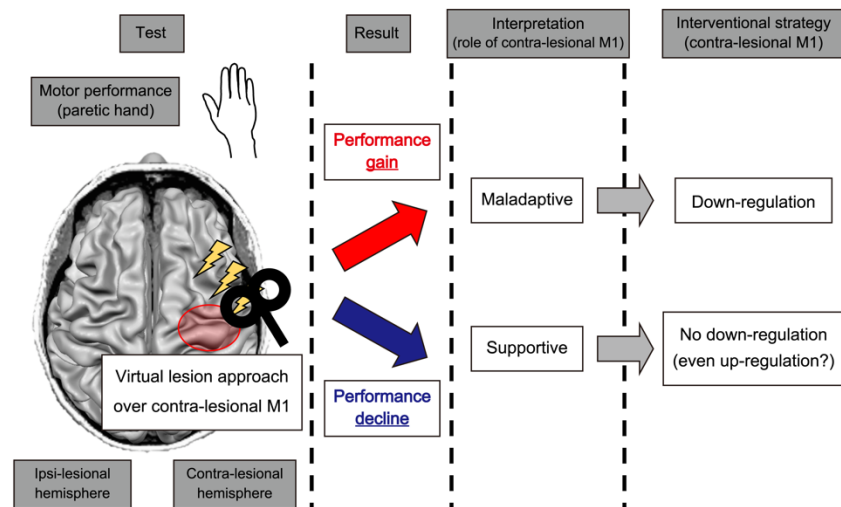 Test
Result
Interpretation
(role of contra-lesional M1)
Interventional strategy
(contra-lesional M1)
Motor performance
(paretic hand)
Performance
gain
Maladaptive
Down-regulation
Virtual lesion approach
over contra-lesional M1
Performance
decline
Supportive
No down-regulation
(even up-regulation?)
Ipsi-lesional
hemisphere
Contra-lesional
hemisphere